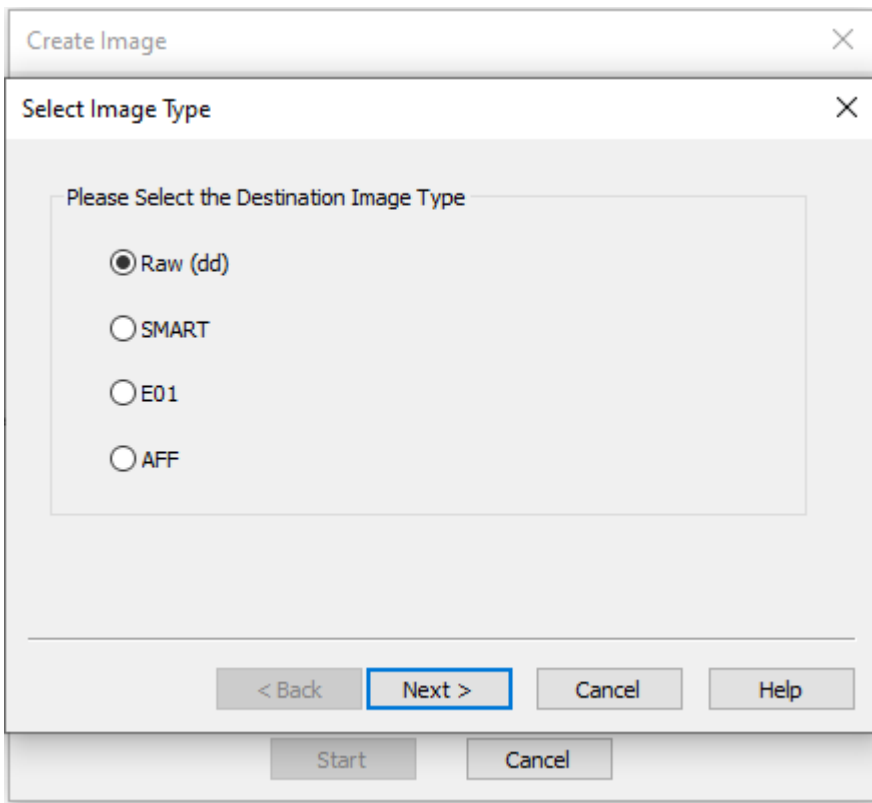 Create Image
Select Image Type
Please Select the Destination Image Type
Raw (dd)
SMART
E01
AFF
< Back Next > Cancel Help
Start Cancel